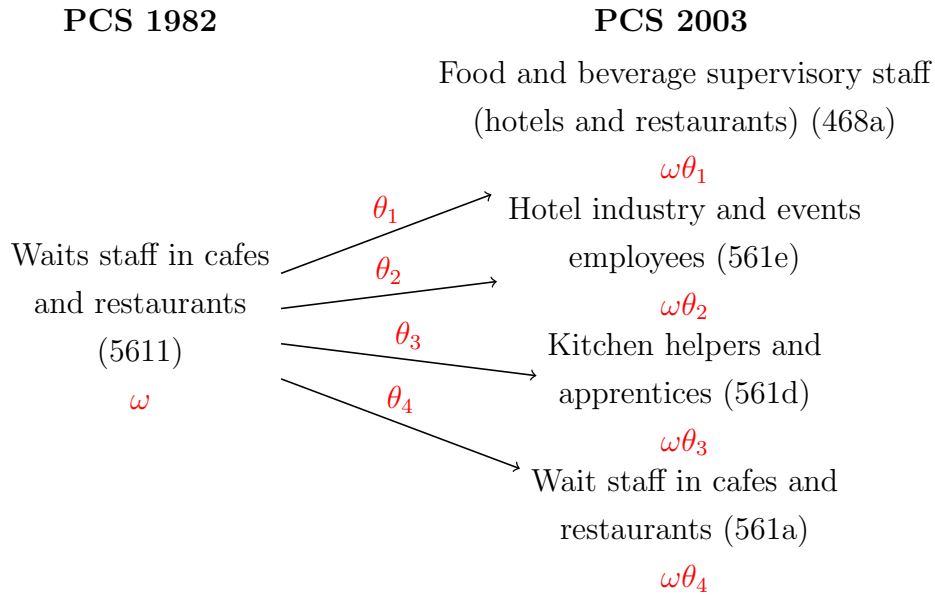 PCS 1982
PCS 2003
Food and beverage supervisory staff
(hotels and restaurants) (468a)
ωθ₁
Hotel industry and events
employees (561e)
ωθ₂
Kitchen helpers and
apprentices (561d)
ωθ₃
Wait staff in cafes and
restaurants (561a)
ωθ₄
Waits staff in cafes
and restaurants
(5611)
ω
θ₁
θ₂
θ₃
θ₄